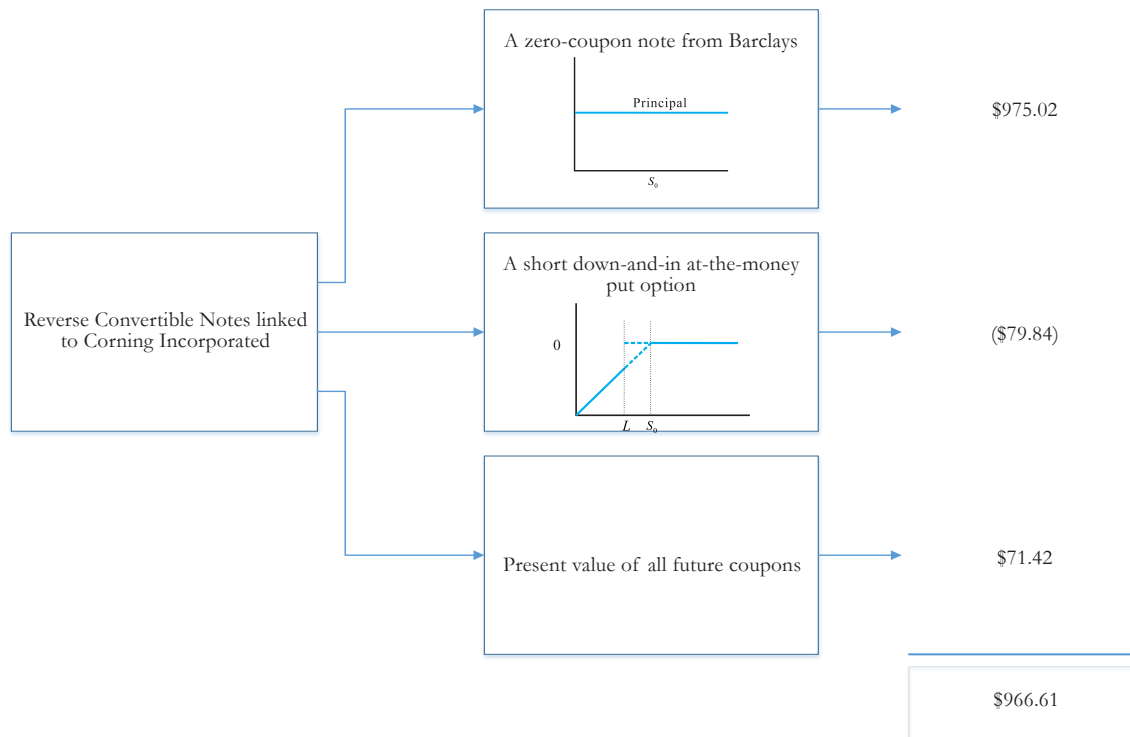 A zero-coupon note from Barclays
Principal
S₀
$975.02
Reverse Convertible Notes linked
to Corning Incorporated
A short down-and-in at-the-money
put option
0
L S₀
($79.84)
Present value of all future coupons
$71.42
$966.61